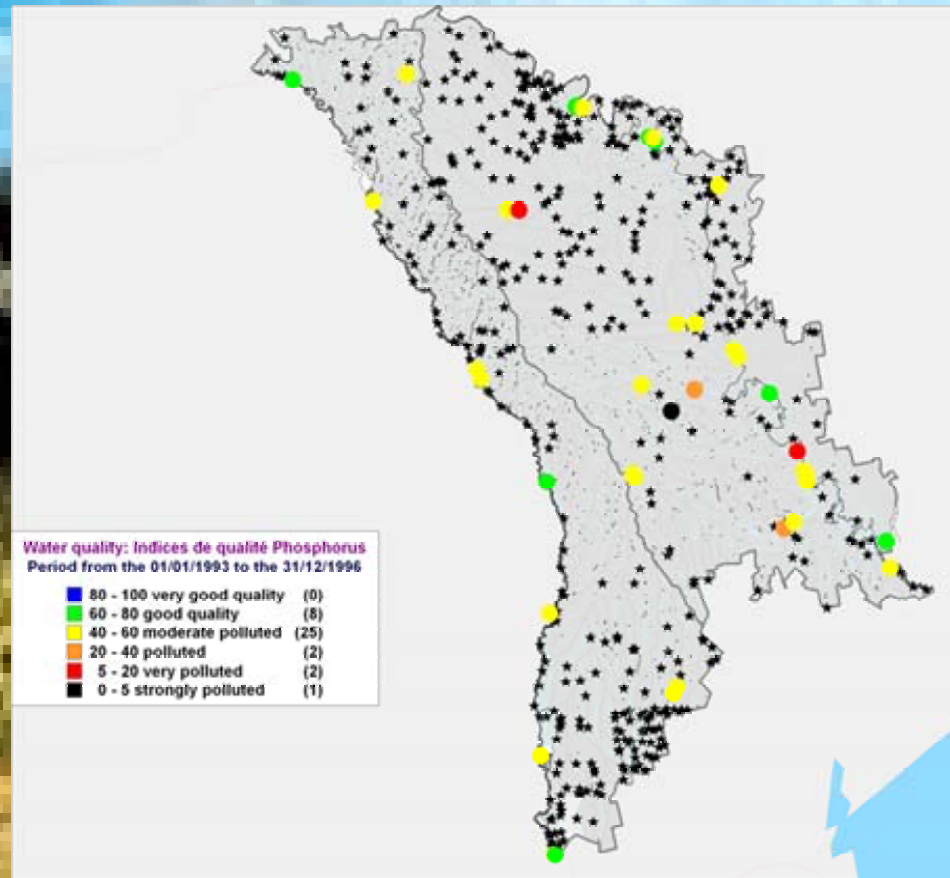 Water quality: Indices de qualité Phosphorus
Period from the 01/01/1993 to the 31/12/1996
80 - 100 very good quality (0)
60 - 80 good quality (8)
40 - 60 moderate polluted (25)
20 - 40 polluted (2)
5 - 20 very polluted (2)
0 - 5 strongly polluted (1)